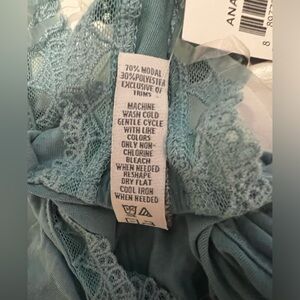 70% MODAL
30% POLYESTER
EXCLUSIVE OF
TRIMS
MACHINE
WASH COLD
GENTLE CYCLE
WITH LIKE
COLORS
ONLY NON-
CHLORINE
BLEACH
WHEN NEEDED
RESHAPE
DRY FLAT
COOL IRON
WHEN NEEDED
ANA